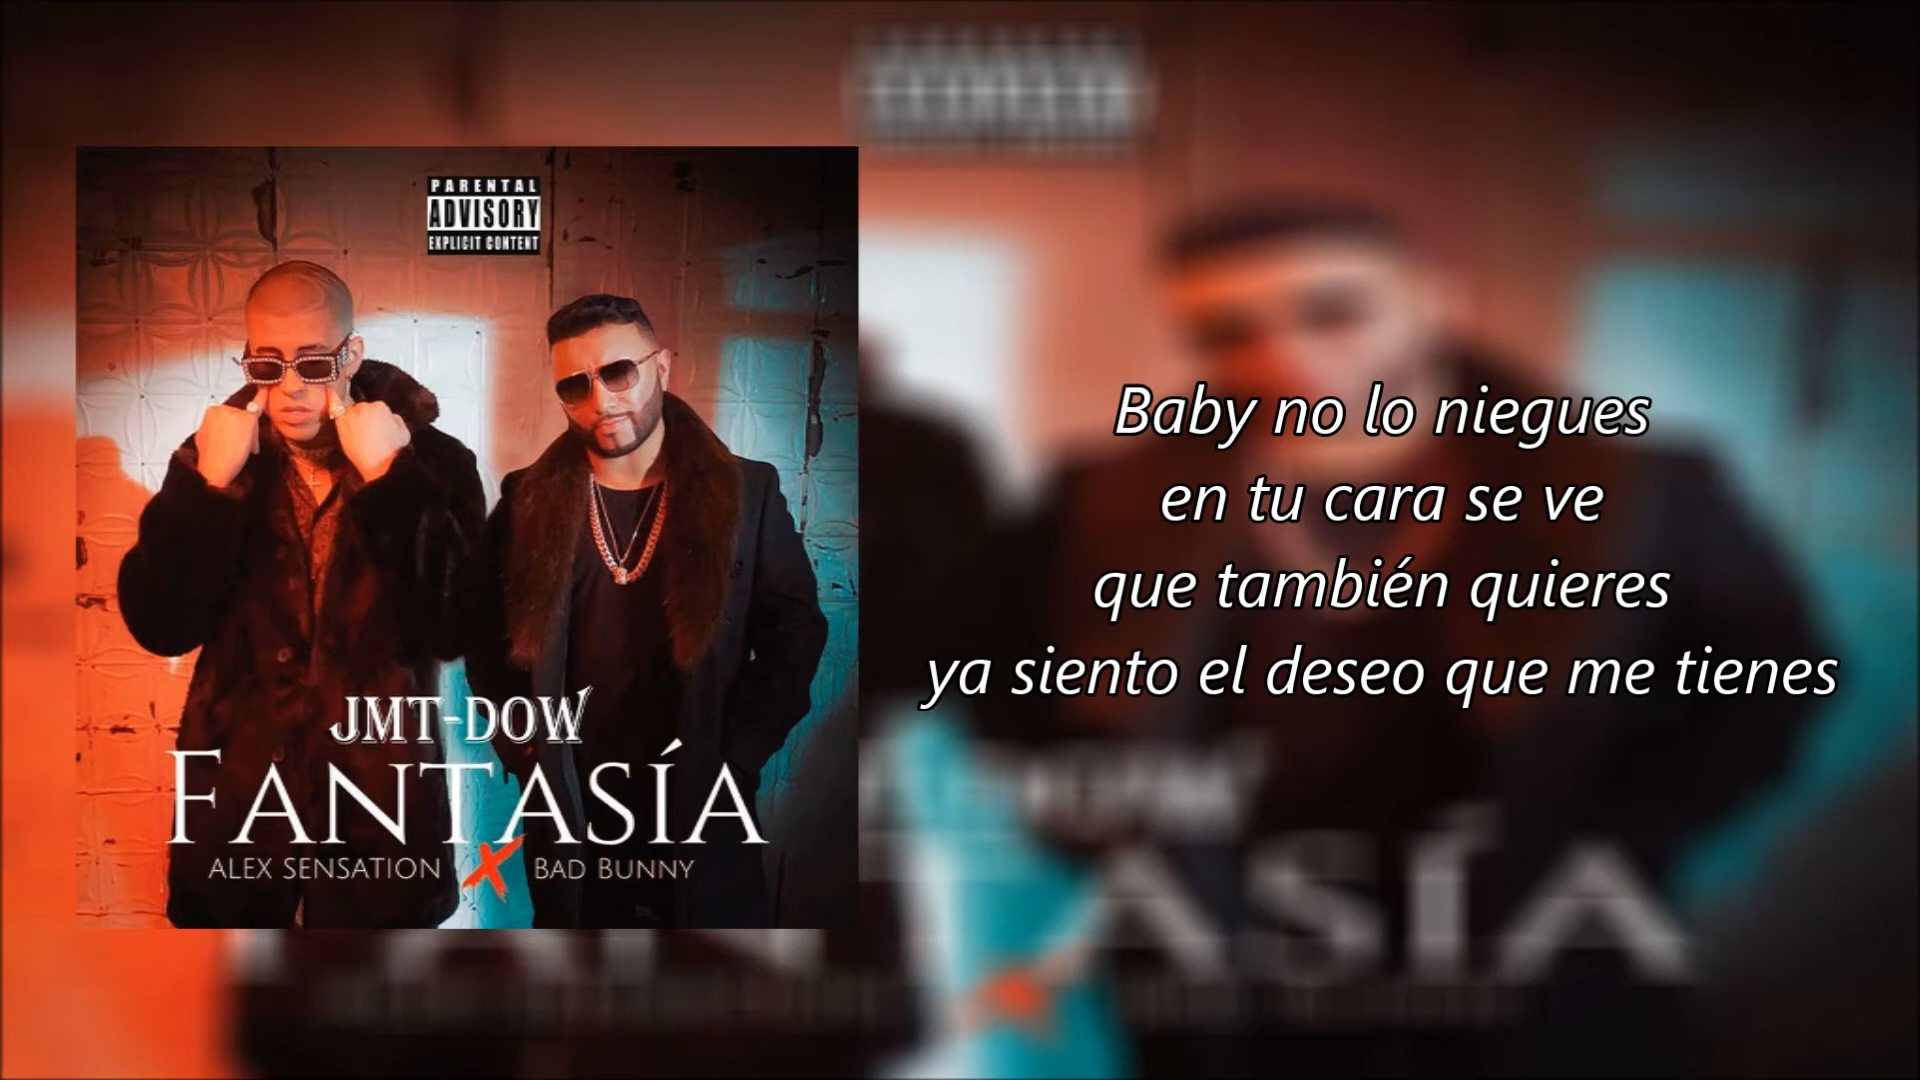 PARENTAL
ADVISORY
EXPLICIT CONTENT
JMT-DOW
FANTASÍA
ALEX SENSATION X BAD BUNNY
Baby no lo niegues
en tu cara se ve
que también quieres
ya siento el deseo que me tienes